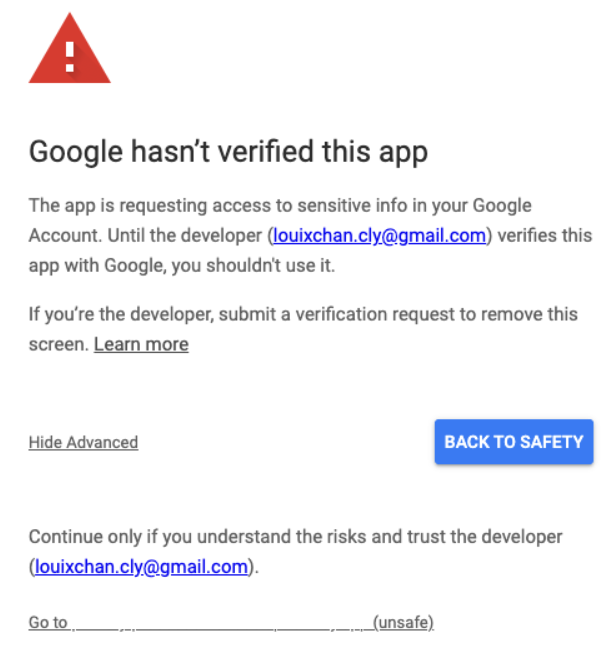 Google hasn’t verified this app
The app is requesting access to sensitive info in your Google
Account. Until the developer (louixchan.cly@gmail.com) verifies this
app with Google, you shouldn't use it.
If you’re the developer, submit a verification request to remove this
screen. Learn more
Hide Advanced
BACK TO SAFETY
Continue only if you understand the risks and trust the developer
(louixchan.cly@gmail.com).
Go to (unsafe)